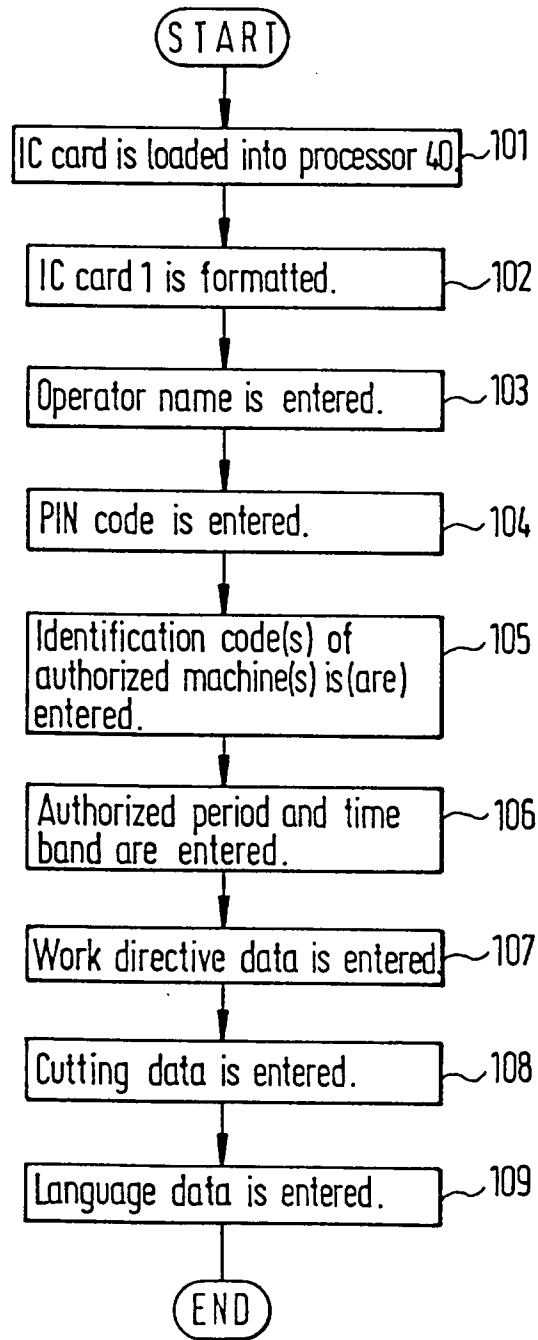 START
IC card is loaded into processor 40.
101
IC card 1 is formatted.
102
Operator name is entered.
103
PIN code is entered.
104
Identification code(s) of
authorized machine(s) is(are)
entered.
105
Authorized period and time
band are entered.
106
Work directive data is entered.
107
Cutting data is entered.
108
Language data is entered.
109
END